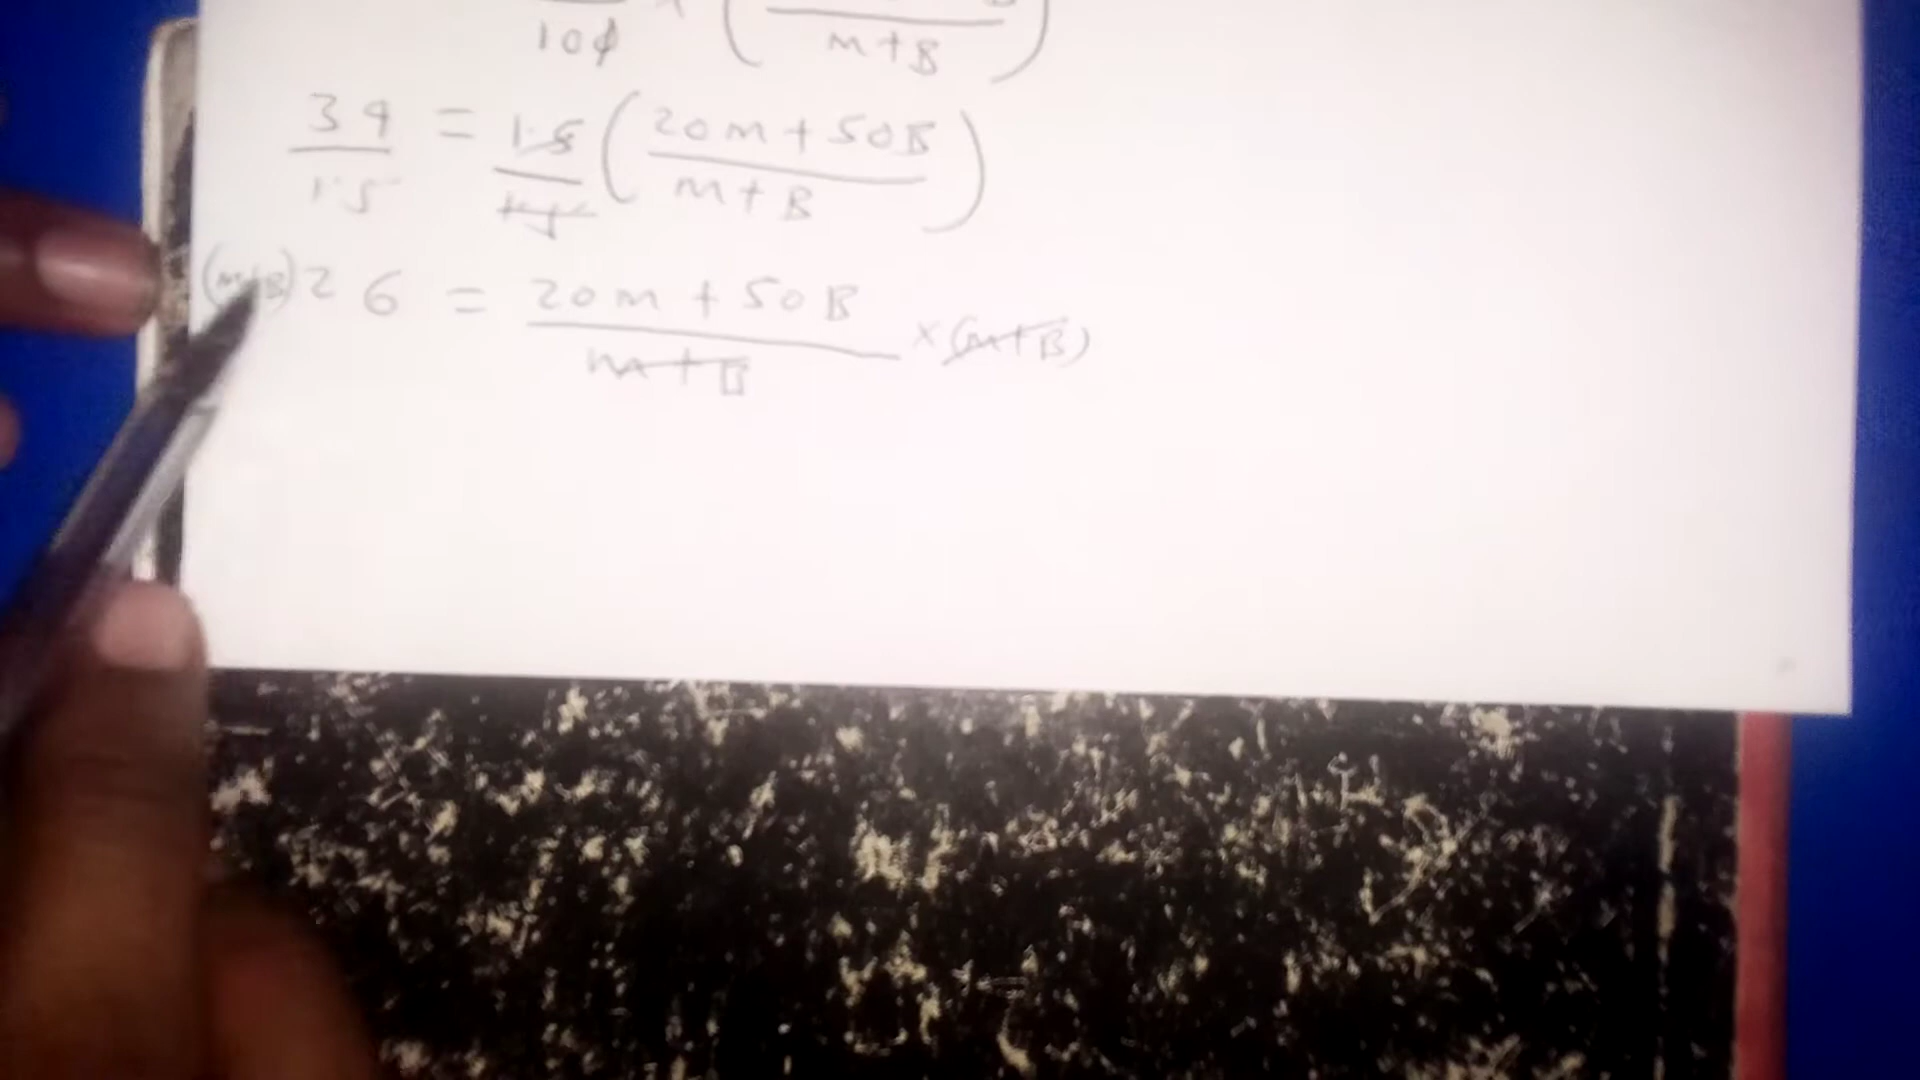 100 × ( / m+B )
39/1.5 = 1.5/1.5 ( 20m + 50B / m+B )
(m+B) 26 = 20m + 50B / m+B × (m+B)